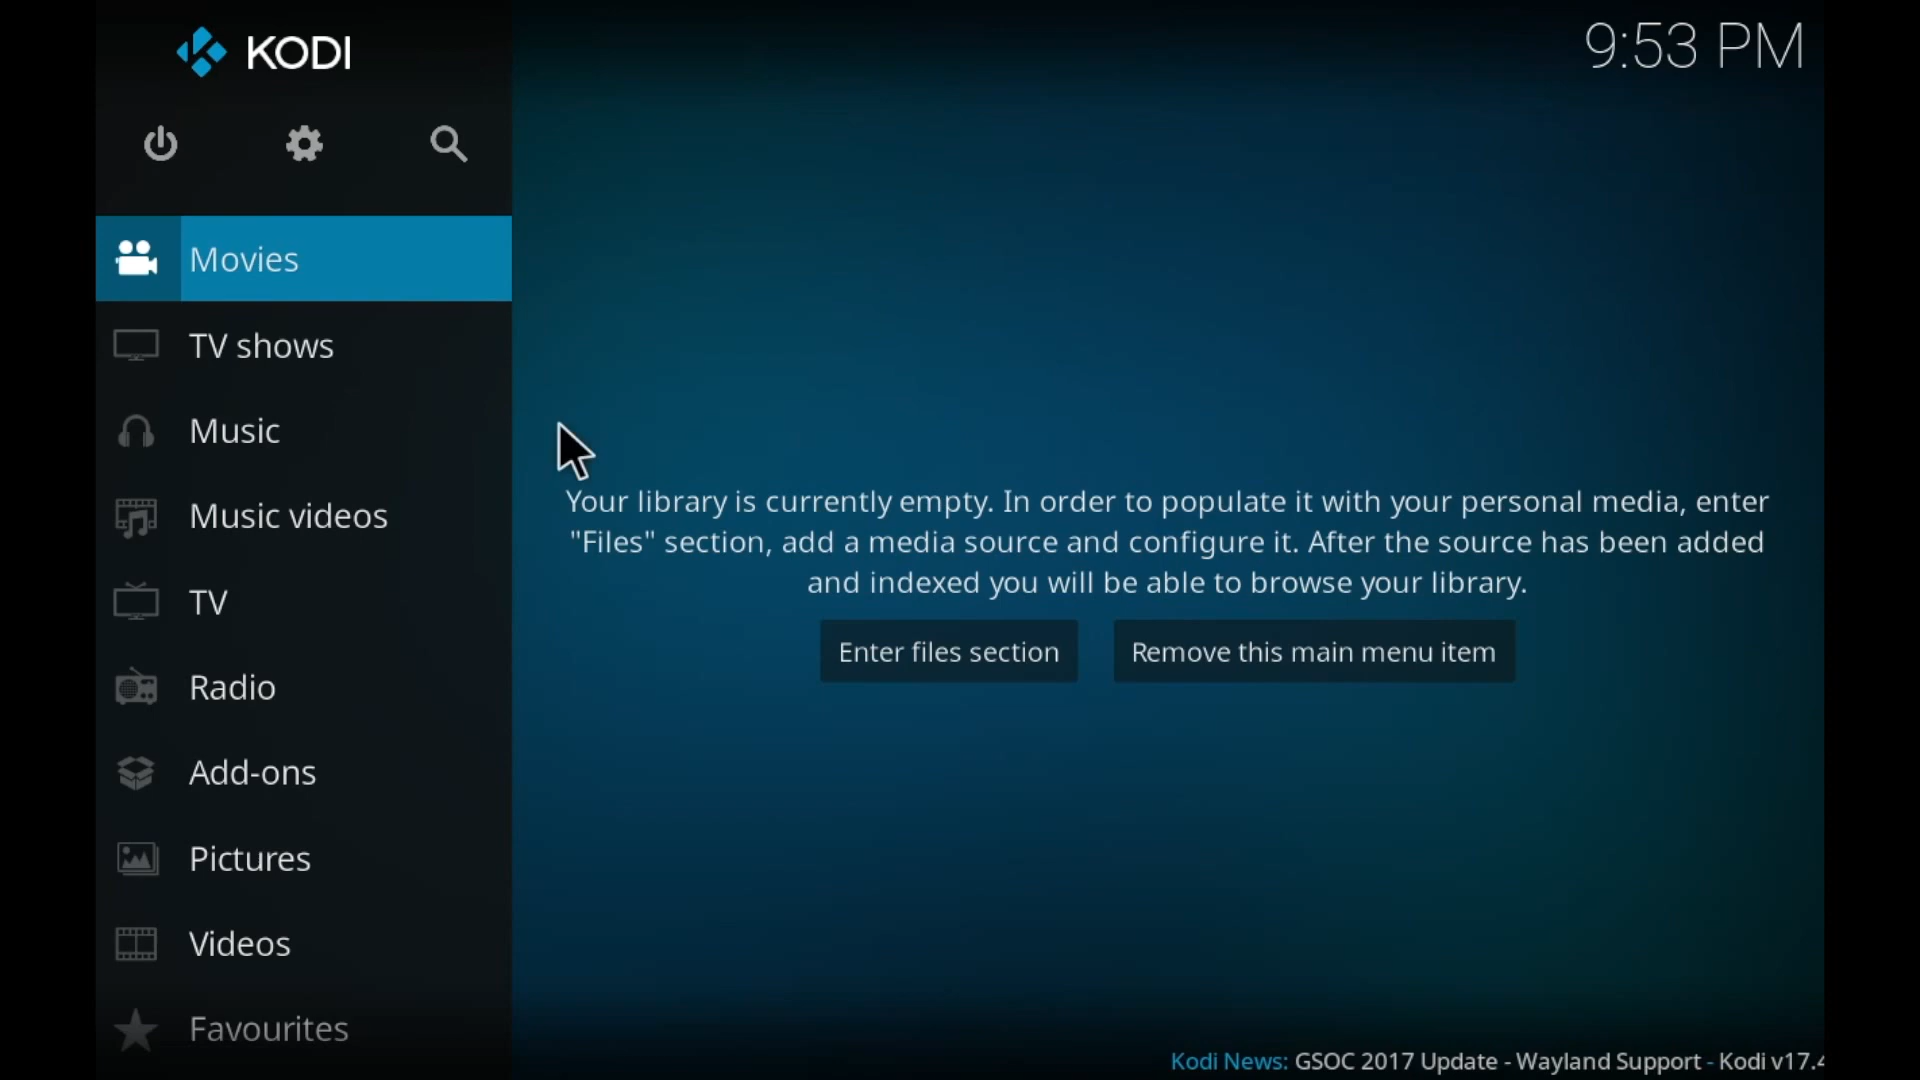 KODI
9:53 PM
Movies
TV shows
Music
Music videos
TV
Radio
Add-ons
Pictures
Videos
Favourites
Your library is currently empty. In order to populate it with your personal media, enter
"Files" section, add a media source and configure it. After the source has been added
and indexed you will be able to browse your library.
Enter files section
Remove this main menu item
Kodi News: GSOC 2017 Update - Wayland Support - Kodi v17.4